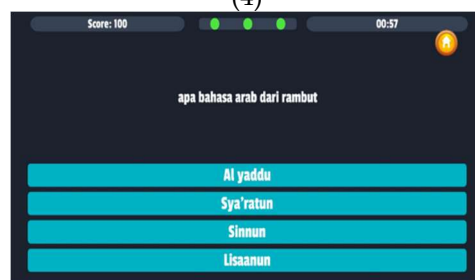 (4)
Score: 100
00:57
apa bahasa arab dari rambut
Al yaddu
Sya'ratun
Sinnun
Lisaanun